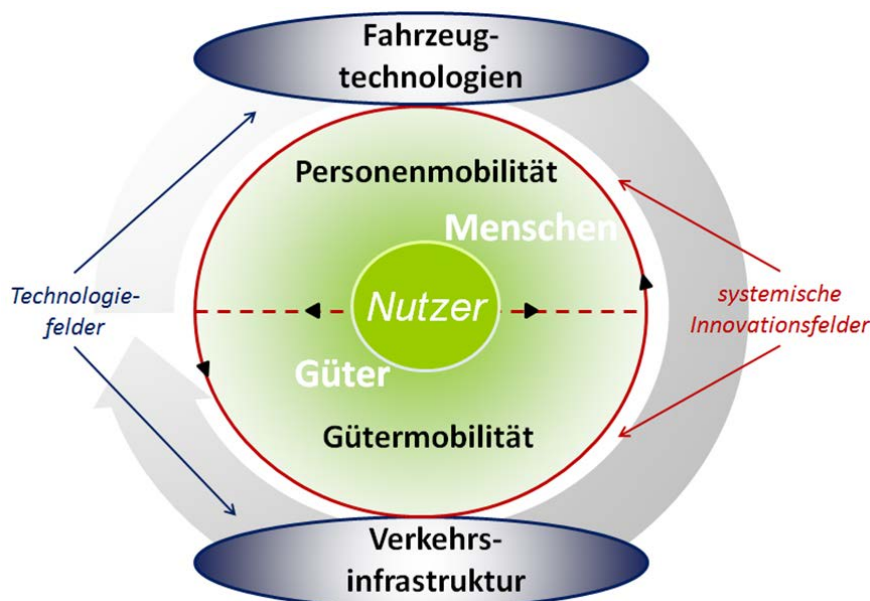 Fahrzeug-
technologien
Personenmobilität
Menschen
Technologie-
felder
Nutzer
systemische
Innovationsfelder
Güter
Gütermobilität
Verkehrs-
infrastruktur